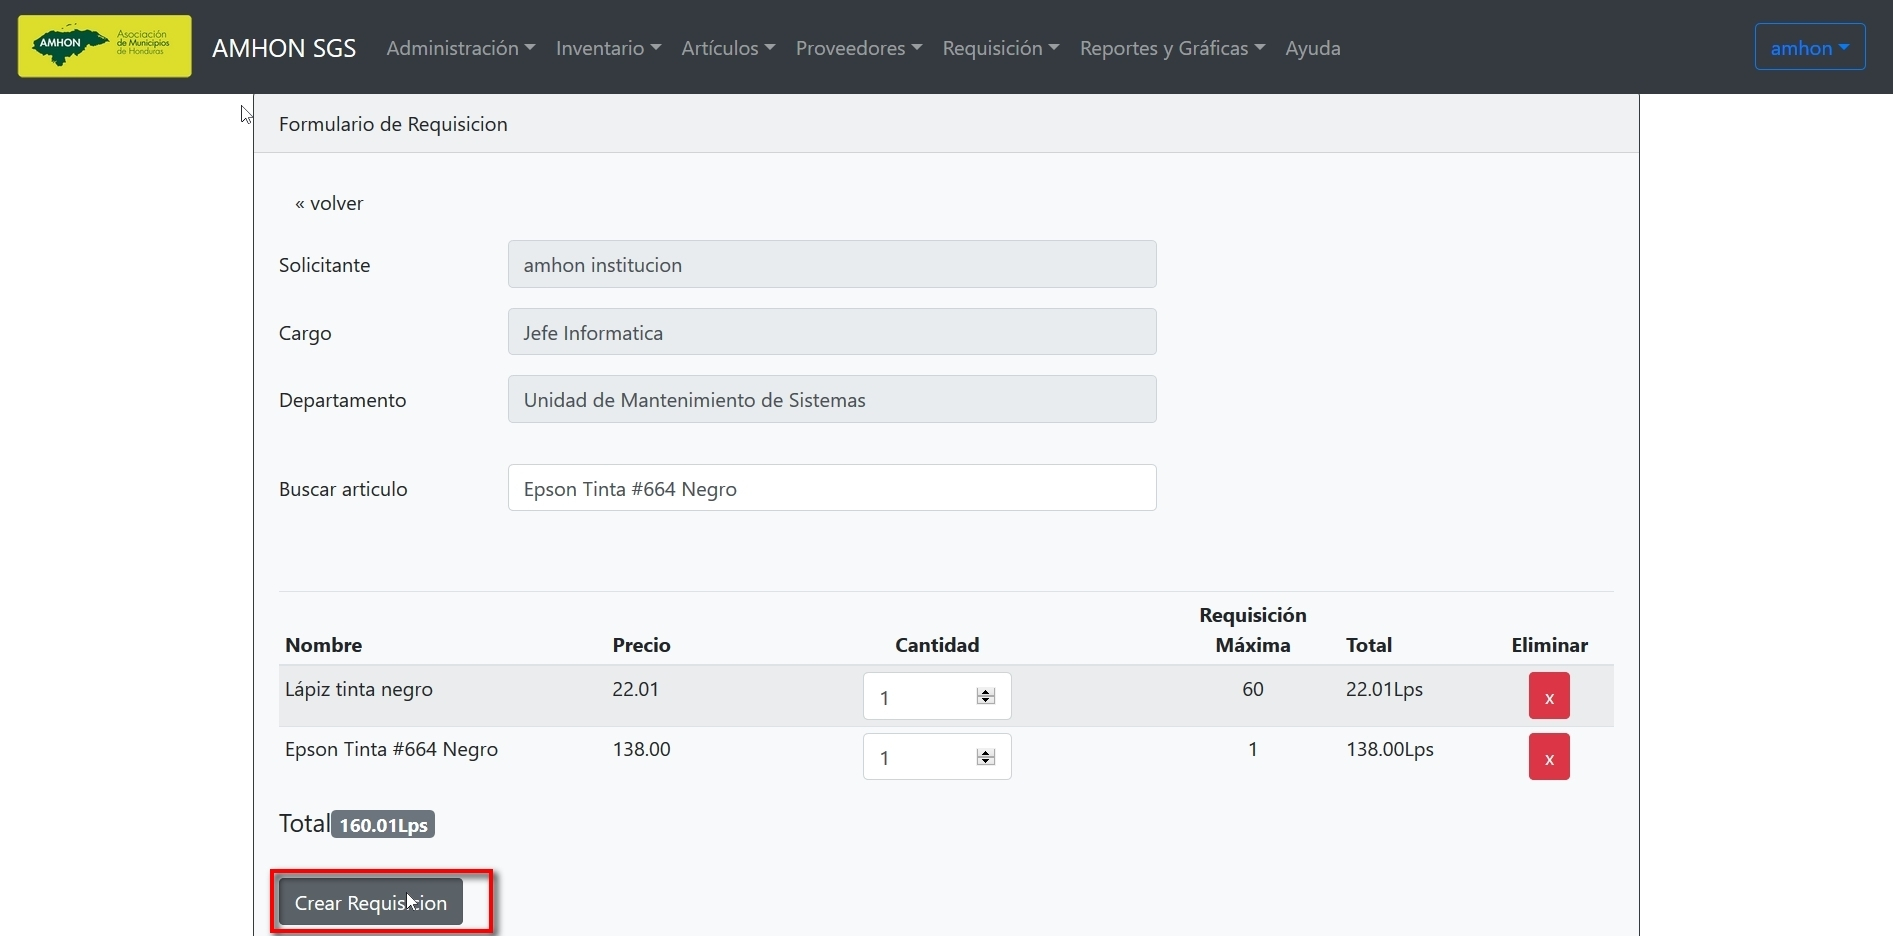 AMHON
Asociación
de Municipios
de Honduras
AMHON SGS Administración Inventario Artículos Proveedores Requisición Reportes y Gráficas Ayuda amhon
Formulario de Requisicion
« volver
Solicitante amhon institucion
Cargo Jefe Informatica
Departamento Unidad de Mantenimiento de Sistemas
Buscar articulo Epson Tinta #664 Negro
Nombre Precio Cantidad Requisición Máxima Total Eliminar
Lápiz tinta negro 22.01 1 60 22.01Lps x
Epson Tinta #664 Negro 138.00 1 1 138.00Lps x
Total 160.01Lps
Crear Requisicion